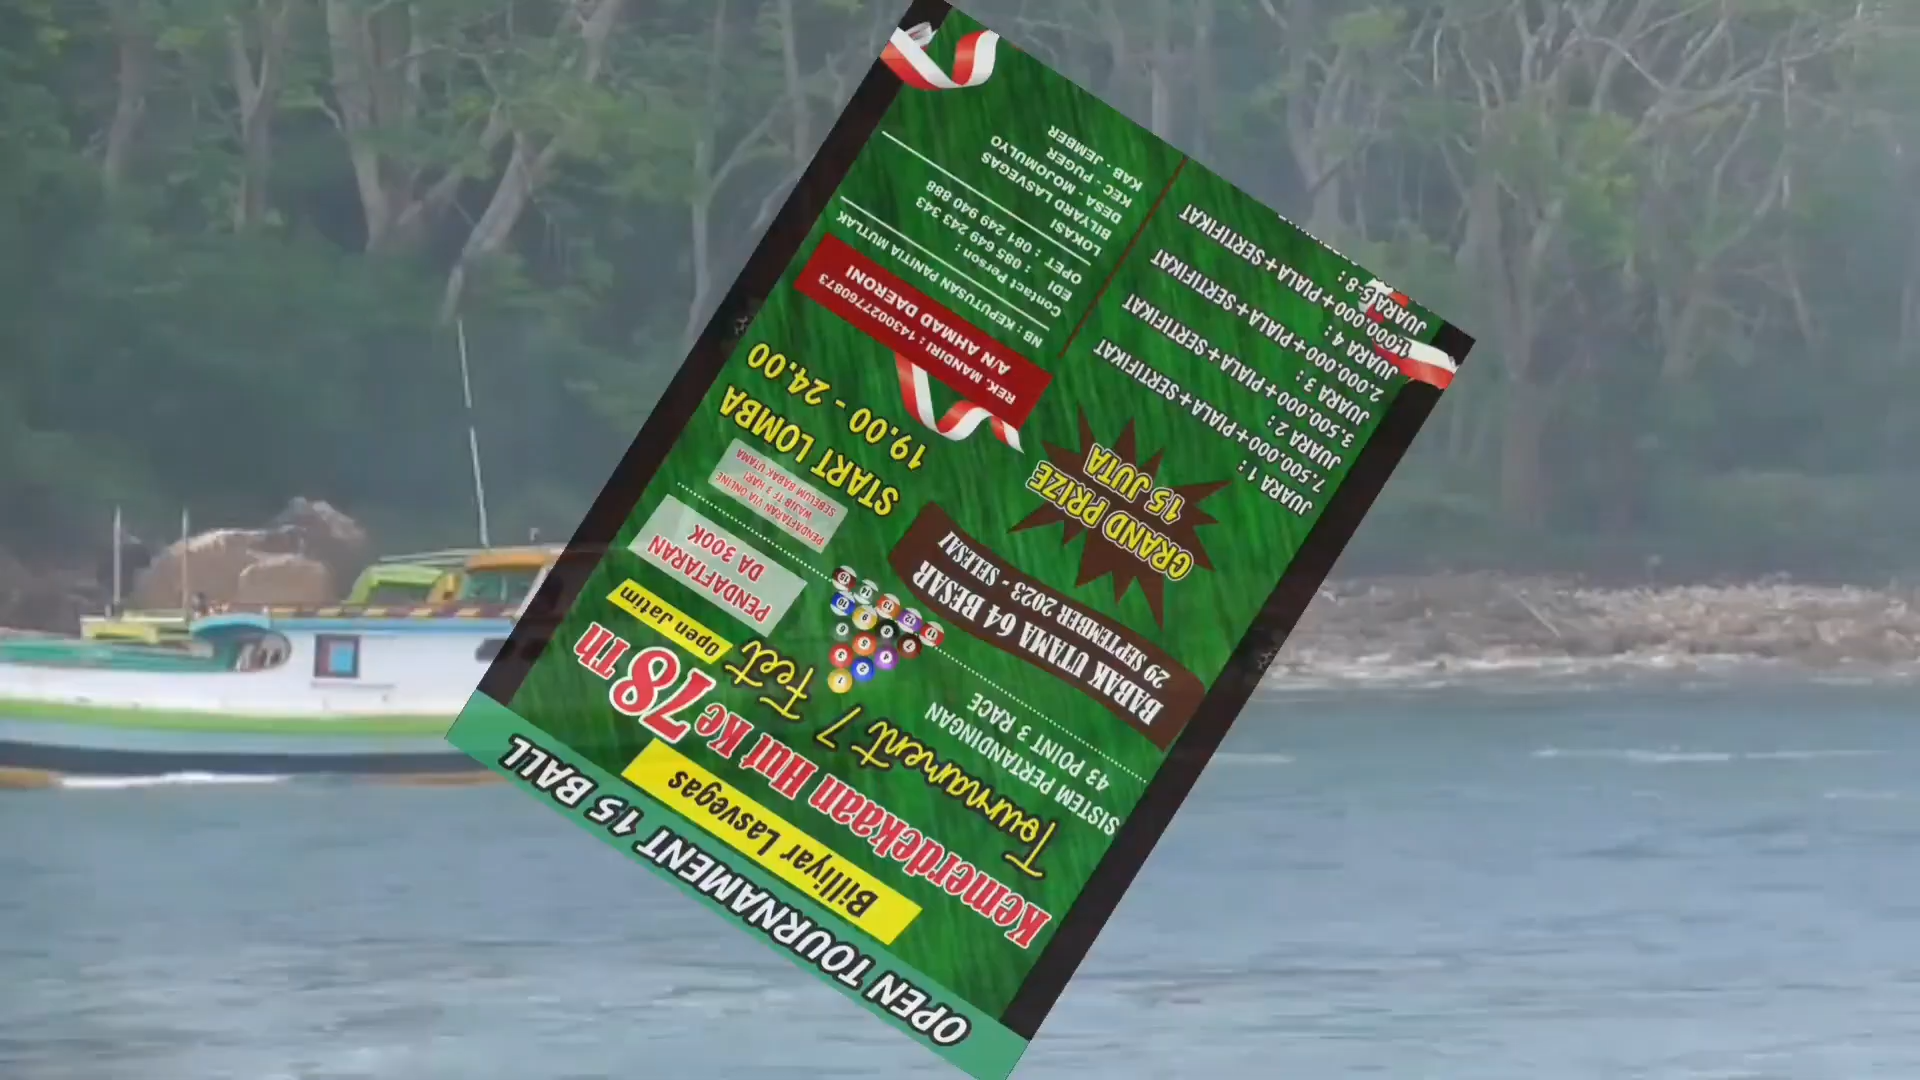 OPEN TOURNAMENT 15 BALL
Billiyar Lasvegas
Kemerdekaan Hut Ke 78 Th
Tournament 7 Feet
Open Jatim
SISTEM PERTANDINGAN
43 POINT 3 RACE
PENDAFTARAN
DA 300K
PENDAFTARAN VIA ONLINE
WAJIB TF 3 HARI
SEBELUM BABAK UTAMA
BABAK UTAMA 64 BESAR
29 SEPTEMBER 2023 - SELESAI
START LOMBA
19.00 - 24.00
GRAND PRIZE
15 JUTA
REK. MANDIRI : 1430027760873
A/N AHMAD DAERONI
JUARA 1 :
7.500.000 + PIALA + SERTIFIKAT
JUARA 2 :
3.500.000 + PIALA + SERTIFIKAT
JUARA 3 :
2.000.000 + PIALA + SERTIFIKAT
JUARA 4 :
1.000.000 + PIALA + SERTIFIKAT
JUARA 5-8 :
NB : KEPUTUSAN PANITIA MUTLAK
Contact Person :
EDI : 085 649 243 343
OPET : 081 249 940 888
LOKASI
BILYARD LASVEGAS
DESA - MOJOMULYO
KEC - PUGER
KAB - JEMBER